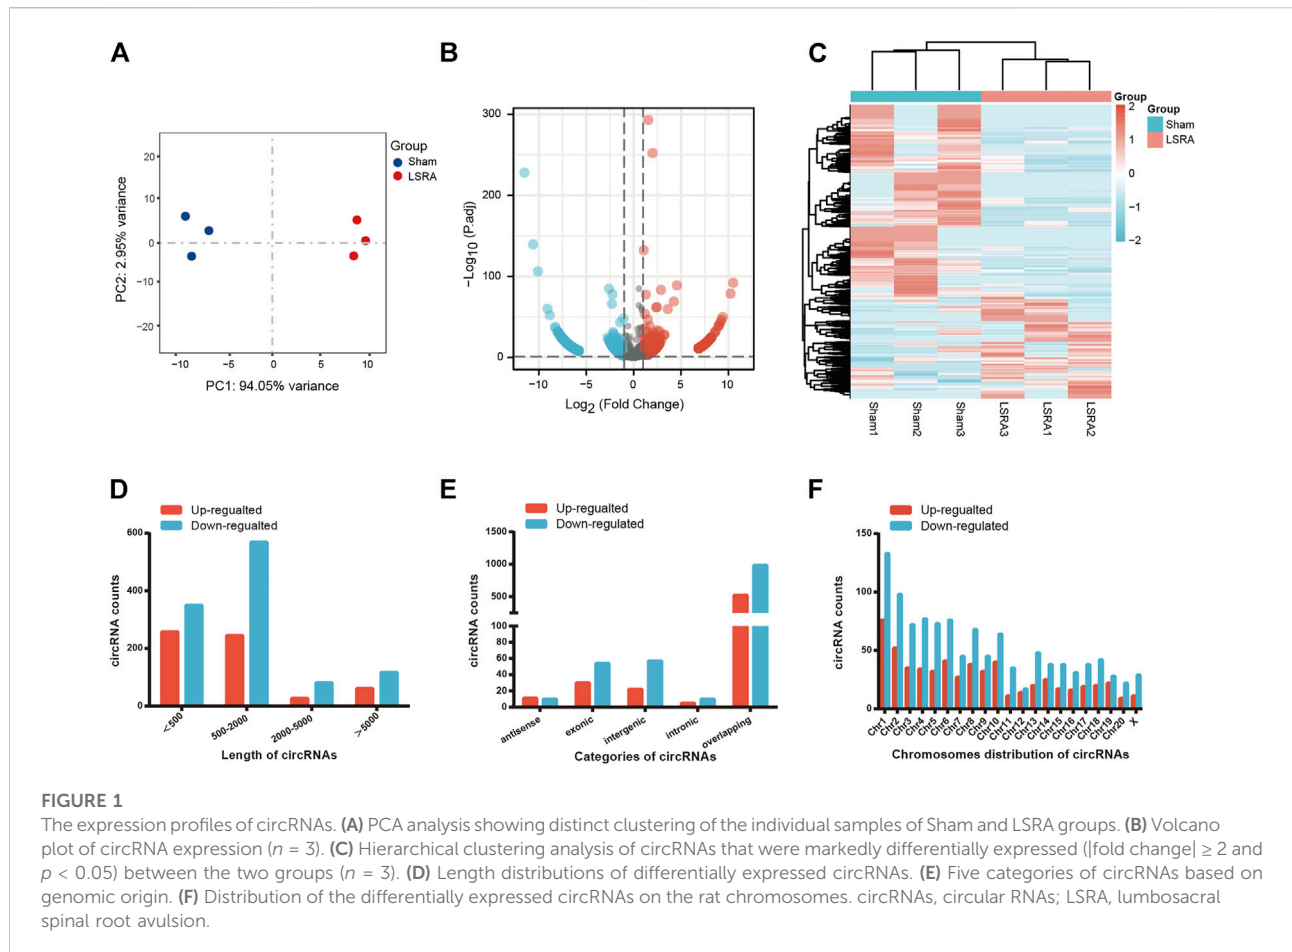 A
Group
Sham
LSRA
20
10
0
−10
−20
−10
−5
0
5
10
PC2: 2.95% variance
PC1: 94.05% variance
B
300
200
100
0
−10
−5
0
5
10
−Log10 (P.adj)
Log2 (Fold Change)
C
Group
2
1
0
−1
−2
Group
Sham
LSRA
Sham1
Sham2
Sham3
LSRA3
LSRA1
LSRA2
D
Up-regualted
Down-regualted
600
400
200
0
circRNA counts
<500
500-2000
2000-5000
>5000
Length of circRNAs
E
Up-regualted
Down-regulated
1500
1000
500
100
80
60
40
20
0
circRNA counts
antisense
exonic
intergenic
intronic
overlapping
Categories of circRNAs
F
Up-regualted
Down-regulated
150
100
50
0
circRNA counts
Chr1
Chr2
Chr3
Chr4
Chr5
Chr6
Chr7
Chr8
Chr9
Chr10
Chr11
Chr12
Chr13
Chr14
Chr15
Chr16
Chr17
Chr18
Chr19
Chr20
X
Chromosomes distribution of circRNAs
FIGURE 1
The expression profiles of circRNAs. (A) PCA analysis showing distinct clustering of the individual samples of Sham and LSRA groups. (B) Volcano
plot of circRNA expression (n = 3). (C) Hierarchical clustering analysis of circRNAs that were markedly differentially expressed (|fold change| ≥ 2 and
p < 0.05) between the two groups (n = 3). (D) Length distributions of differentially expressed circRNAs. (E) Five categories of circRNAs based on
genomic origin. (F) Distribution of the differentially expressed circRNAs on the rat chromosomes. circRNAs, circular RNAs; LSRA, lumbosacral
spinal root avulsion.